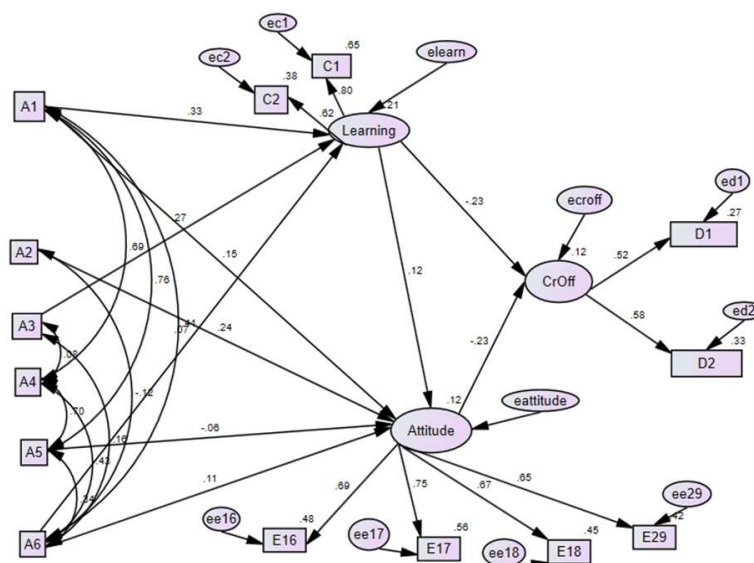 ec1
ec2
C1
.65
elearn
.38
C2
.80
A1
.33
.62
.21
Learning
ed1
-.23
ecroff
.27
.27
.15
.69
.52
D1
A2
.12
.12
CrOff
.76
.58
ed2
A3
.41
.07
.24
-.23
.33
.08
D2
A4
-.12
.12
eattitude
.70
Attitude
A5
-.06
.16
.43
.65
.11
.69
.67
ee29
.34
.75
ee16
.48
.42
A6
E16
ee17
.56
.45
E29
E17
ee18
E18